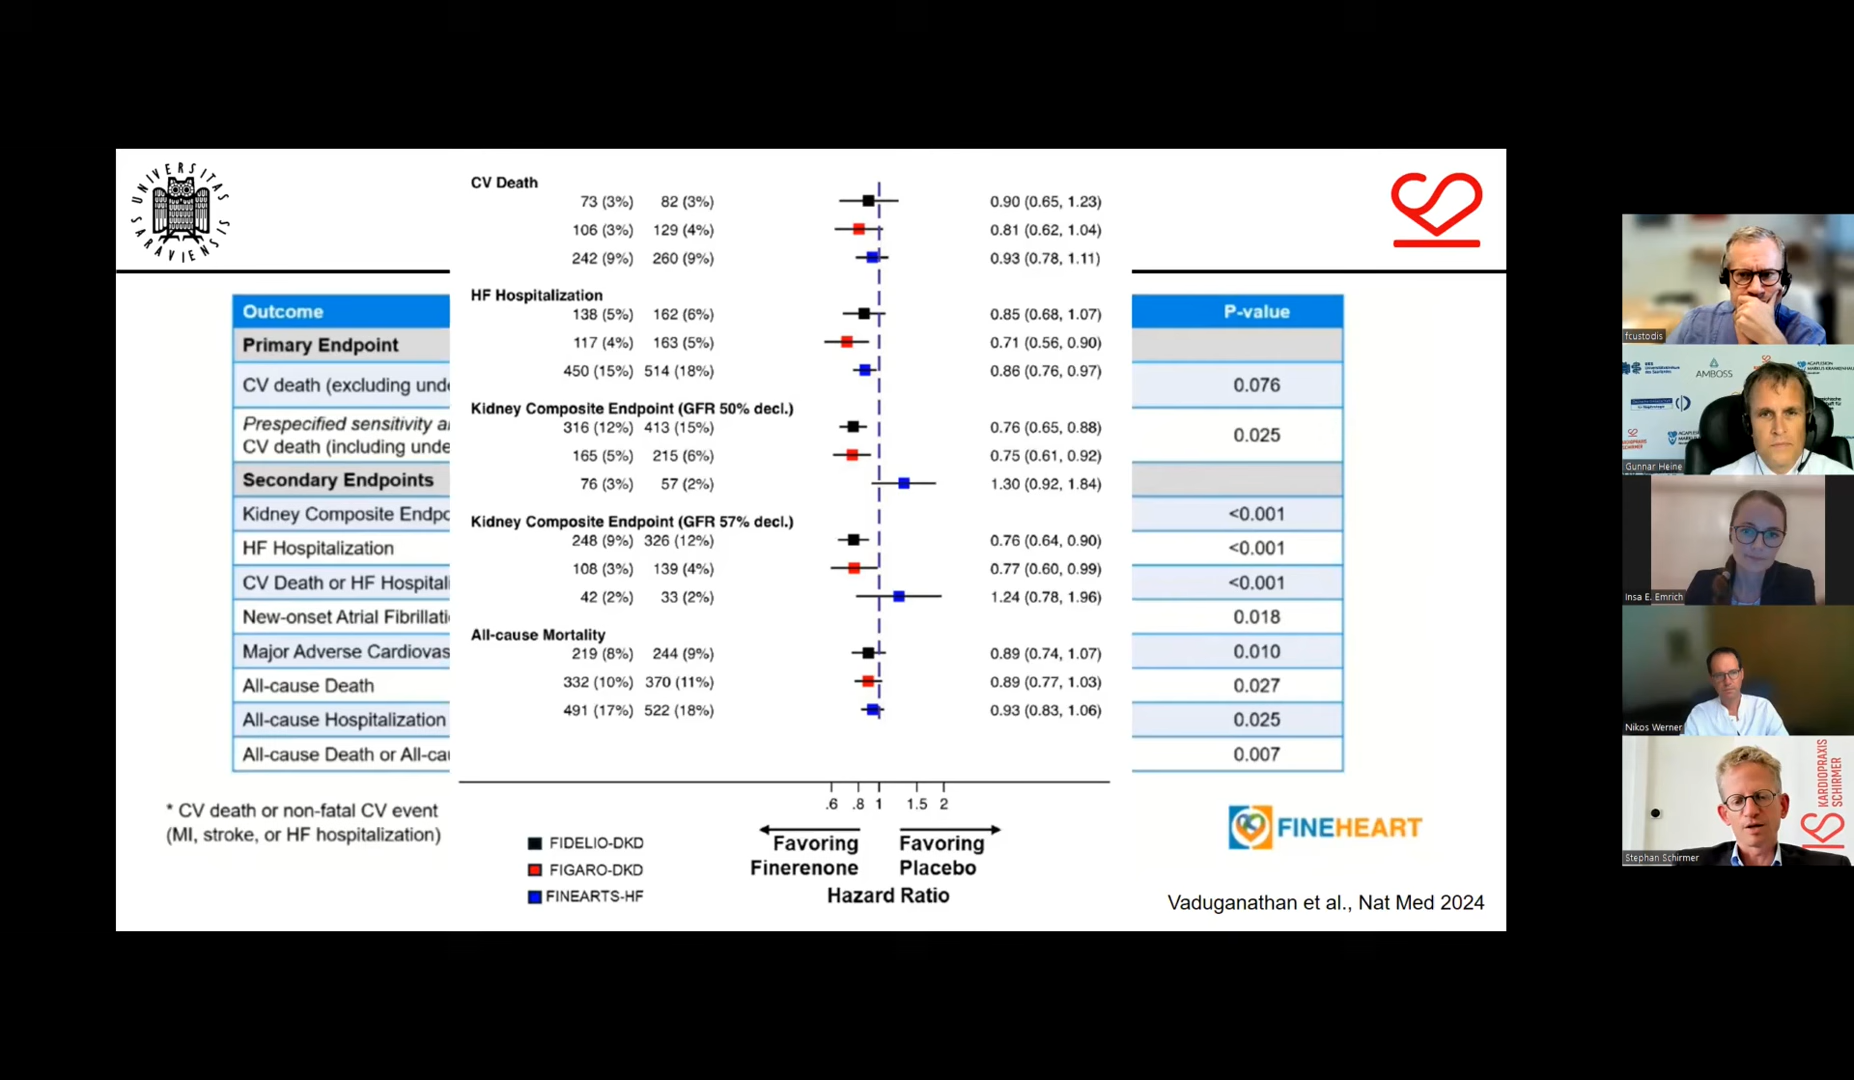 UNIVERSITAS SARAVIENSIS
CV Death
73 (3%) 82 (3%) 0.90 (0.65, 1.23)
106 (3%) 129 (4%) 0.81 (0.62, 1.04)
242 (9%) 260 (9%) 0.93 (0.78, 1.11)
HF Hospitalization
138 (5%) 162 (6%) 0.85 (0.68, 1.07)
117 (4%) 163 (5%) 0.71 (0.56, 0.90)
450 (15%) 514 (18%) 0.86 (0.76, 0.97)
Kidney Composite Endpoint (GFR 50% decl.)
316 (12%) 413 (15%) 0.76 (0.65, 0.88)
165 (5%) 215 (6%) 0.75 (0.61, 0.92)
76 (3%) 57 (2%) 1.30 (0.92, 1.84)
Kidney Composite Endpoint (GFR 57% decl.)
248 (9%) 326 (12%) 0.76 (0.64, 0.90)
108 (3%) 139 (4%) 0.77 (0.60, 0.99)
42 (2%) 33 (2%) 1.24 (0.78, 1.96)
All-cause Mortality
219 (8%) 244 (9%) 0.89 (0.74, 1.07)
332 (10%) 370 (11%) 0.89 (0.77, 1.03)
491 (17%) 522 (18%) 0.93 (0.83, 1.06)
.6 .8 1 1.5 2
Favoring Finerenone
Favoring Placebo
Hazard Ratio
FIDELIO-DKD
FIGARO-DKD
FINEARTS-HF
Outcome P-value
Primary Endpoint
CV death (excluding 0.076
Prespecified sensitivity
CV death (including 0.025
Secondary Endpoints
Kidney Composite <0.001
HF Hospitalization <0.001
CV Death or HF <0.001
New-onset Atrial 0.018
Major Adverse 0.010
All-cause Death 0.027
All-cause Hospitalization 0.025
All-cause Death or 0.007
* CV death or non-fatal CV event
(MI, stroke, or HF hospitalization)
FINEHEART
Vaduganathan et al., Nat Med 2024
fcustodis
AMBOSS
Gunnar Heine
Insa E. Emrich
Nikos Werner
KARDIOPRAXIS
SCHIRMER
Stephan Schirmer